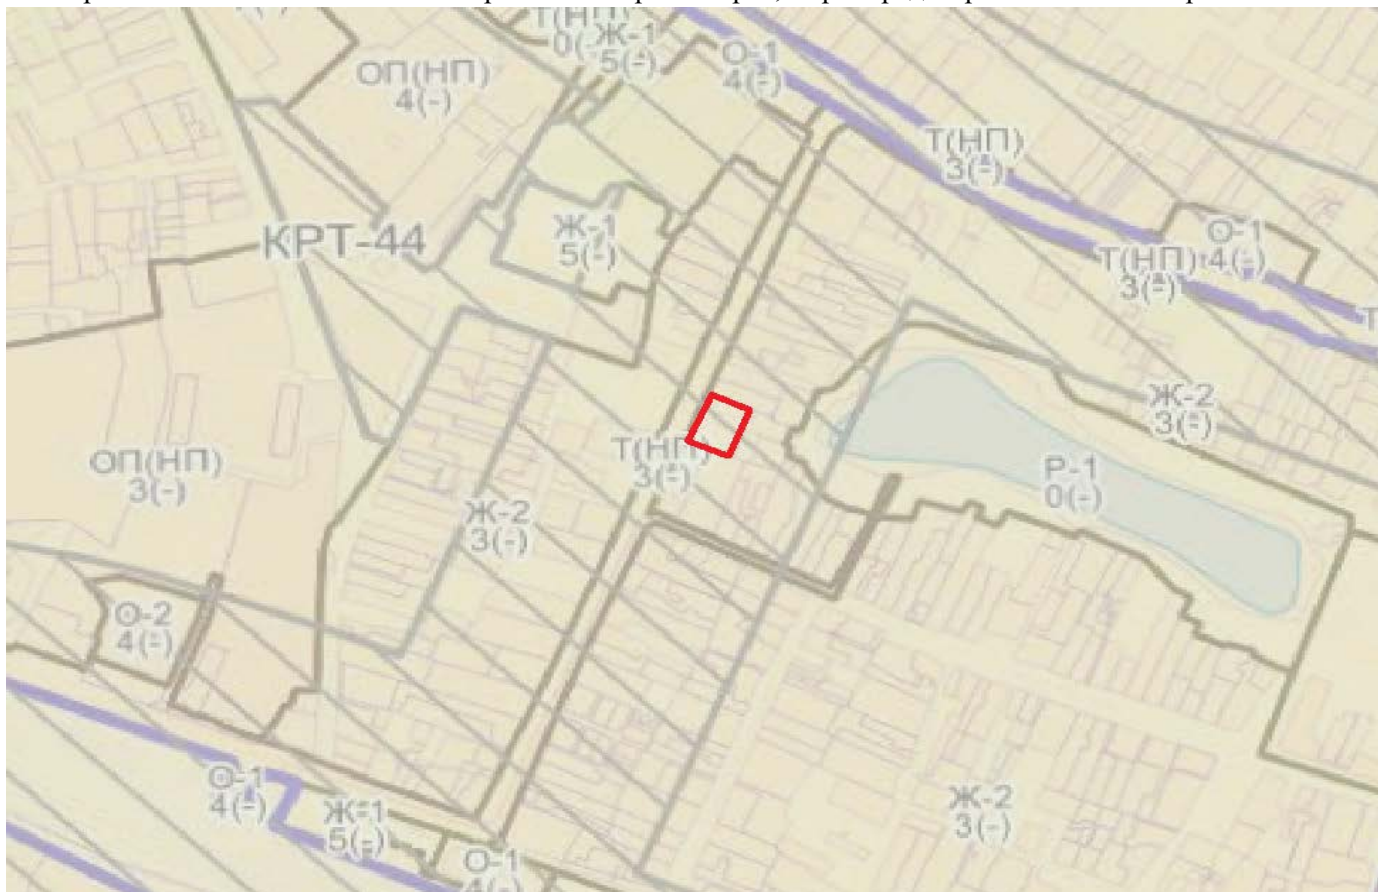 Т(НП)
0(-)
Ж-1
5(-)
О-1
4(-)
ОП(НП)
4(-)
Т(НП)
3(-)
Ж-1
5(-)
КРТ-44
О-1
4(-)
Т(НП)
3(-)
Т
Ж-2
3(-)
Т(НП)
3(-)
ОП(НП)
3(-)
Р-1
0(-)
Ж-2
3(-)
О-2
4(-)
О-1
4(-)
Ж-1
5(-)
Ж-2
3(-)
О-1
4(-)